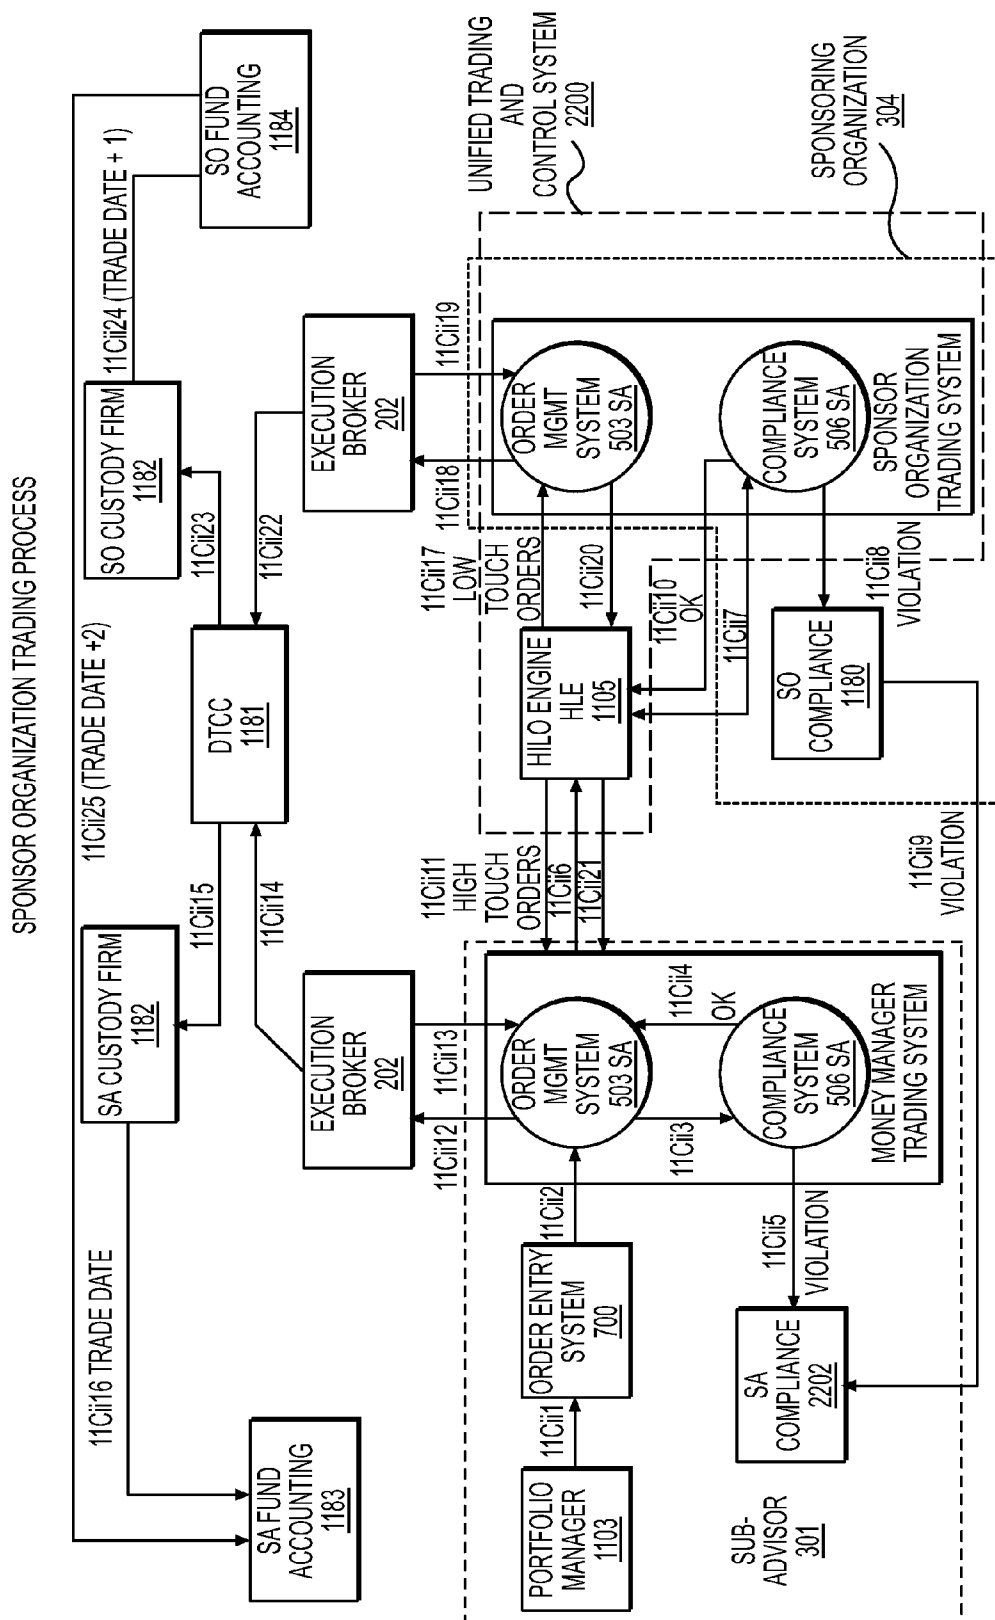 SPONSOR ORGANIZATION TRADING PROCESS
11Cii25 (TRADE DATE +2)
11Cii16 TRADE DATE
SA CUSTODY FIRM
1182
11Cii15
DTCC
1181
11Cii23
SO CUSTODY FIRM
1182
11Cii24 (TRADE DATE + 1)
SO FUND
ACCOUNTING
1184
SA FUND
ACCOUNTING
1183
11Cii14
11Cii22
EXECUTION
BROKER
202
EXECUTION
BROKER
202
11Cii12
11Cii13
11Cii11
HIGH
TOUCH
ORDERS
11Cii6
11Cii21
11Cii17
LOW
TOUCH
ORDERS
11Cii18
11Cii19
UNIFIED TRADING
AND
CONTROL SYSTEM
2200
PORTFOLIO
MANAGER
1103
11Cii1
ORDER ENTRY
SYSTEM
700
11Cii2
ORDER
MGMT
SYSTEM
503 SA
11Cii3
11Cii4
OK
COMPLIANCE
SYSTEM
506 SA
MONEY MANAGER
TRADING SYSTEM
HILO ENGINE
HLE
1105
11Cii20
11Cii10
OK
11Cii7
ORDER
MGMT
SYSTEM
503 SA
COMPLIANCE
SYSTEM
506 SA
SPONSOR
ORGANIZATION
TRADING SYSTEM
SPONSORING
ORGANIZATION
304
SUB-
ADVISOR
301
SA
COMPLIANCE
2202
11Cii5
VIOLATION
11Cii9
VIOLATION
SO
COMPLIANCE
1180
11Cii8
VIOLATION